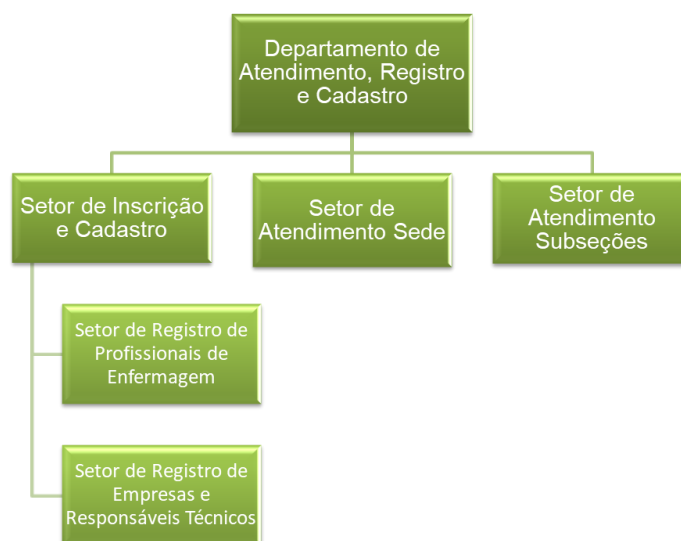 Departamento de
Atendimento, Registro
e Cadastro
Setor de Inscrição
e Cadastro
Setor de
Atendimento Sede
Setor de
Atendimento
Subseções
Setor de Registro de
Profissionais de
Enfermagem
Setor de Registro de
Empresas e
Responsáveis Técnicos